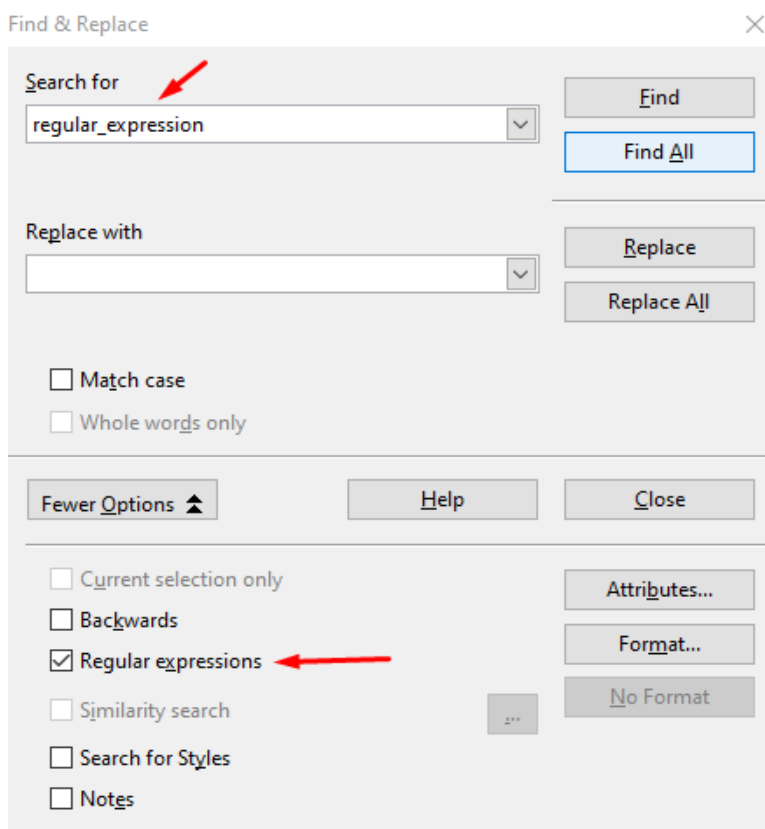 Find & Replace
Search for
regular_expression
Find
Find All
Replace with
Replace
Replace All
Match case
Whole words only
Fewer Options
Help
Close
Current selection only
Backwards
Regular expressions
Similarity search
...
Search for Styles
Notes
Attributes...
Format...
No Format